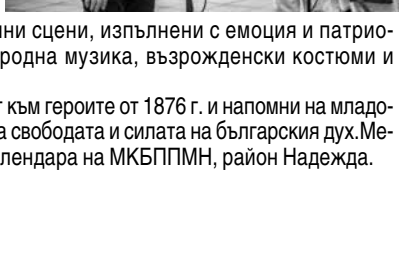 ни сцени, изпълнени с емоция и патрио-
родна музика, възрожденски костюми и
към героите от 1876 г. и напомни на младо-
а свободата и силата на българския дух.Ме-
лендара на МКБППМН, район Надежда.